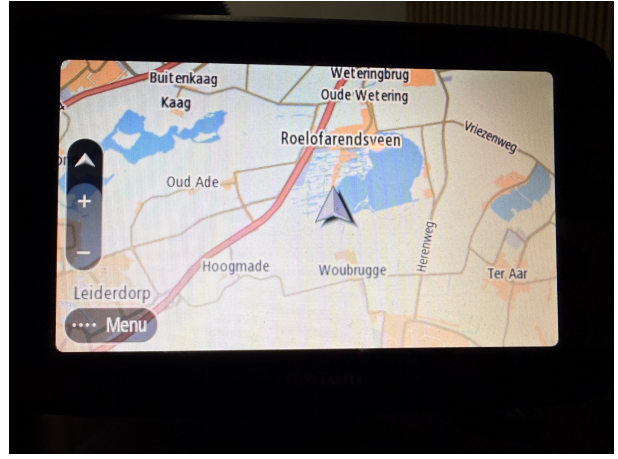 Buitenkaag
Weteringbrug
Kaag
Oude Wetering
Roelofarendsveen
Vriezenweg
Oud Ade
Herenweg
Hoogmade
Woubrugge
Ter Aar
Leiderdorp
Menu